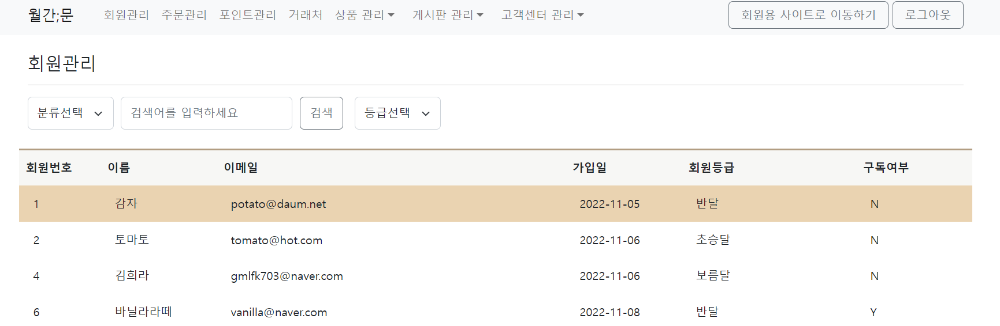 월간;문 회원관리 주문관리 포인트관리 거래처 상품 관리 게시판 관리 고객센터 관리 회원용 사이트로 이동하기 로그아웃
회원관리
분류선택 검색어를 입력하세요 검색 등급선택
회원번호 이름 이메일 가입일 회원등급 구독여부
1 감자 potato@daum.net 2022-11-05 반달 N
2 토마토 tomato@hot.com 2022-11-06 초승달 N
4 김희라 gmlfk703@naver.com 2022-11-06 보름달 N
6 바닐라라떼 vanilla@naver.com 2022-11-08 반달 Y